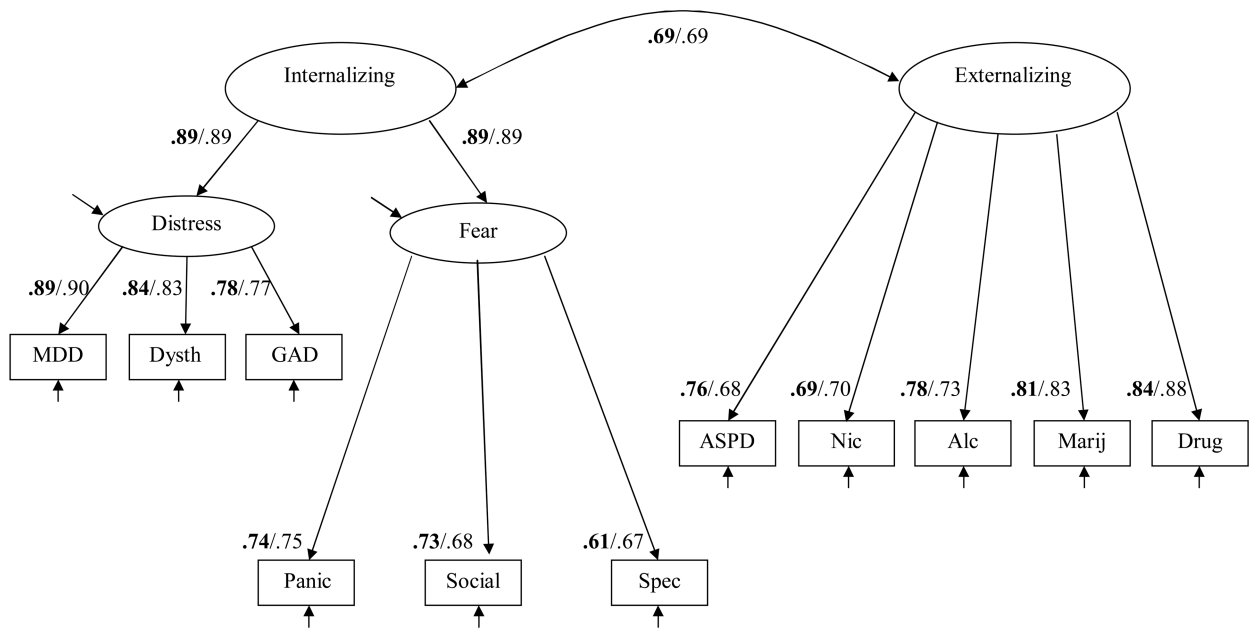 .69/.69
Internalizing
Externalizing
.89/.89
.89/.89
Distress
Fear
.89/.90
.84/.83
.78/.77
MDD
Dysth
GAD
.76/.68
.69/.70
.78/.73
.81/.83
.84/.88
ASPD
Nic
Alc
Marij
Drug
.74/.75
.73/.68
.61/.67
Panic
Social
Spec